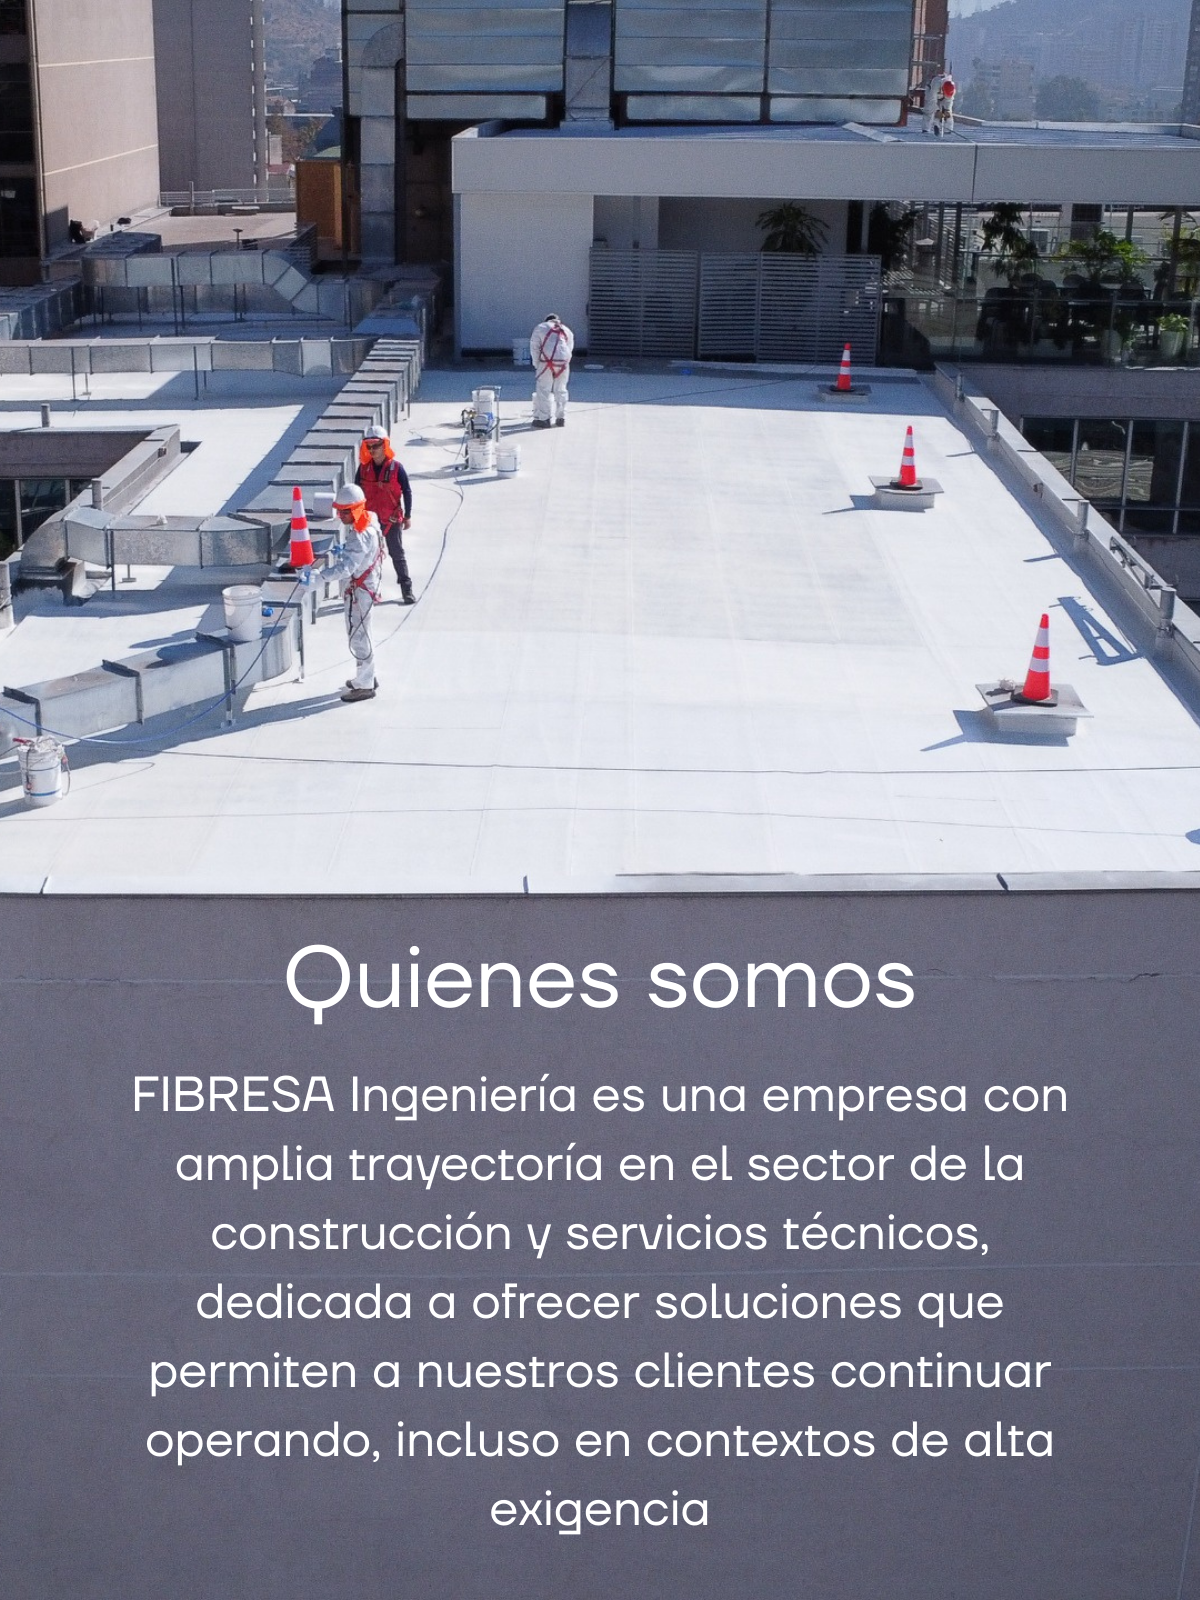 Quienes somos
FIBRESA Ingeniería es una empresa con
amplia trayectoría en el sector de la
construcción y servicios técnicos,
dedicada a ofrecer soluciones que
permiten a nuestros clientes continuar
operando, incluso en contextos de alta
exigencia